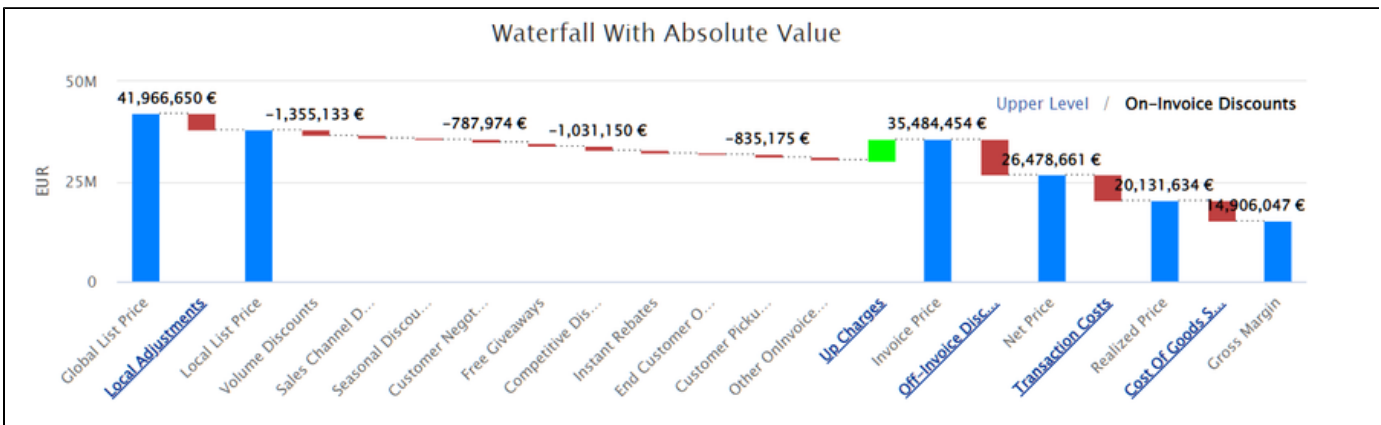 Waterfall With Absolute Value
Upper Level / On-Invoice Discounts
EUR
50M
25M
0
41,966,650 €
-1,355,133 €
-787,974 €
-1,031,150 €
-835,175 €
35,484,454 €
26,478,661 €
20,131,634 €
14,906,047 €
Global List Price
Local Adjustments
Local List Price
Volume Discounts
Sales Channel D...
Seasonal Discou...
Customer Negot...
Free Giveaways
Competitive Dis...
Instant Rebates
End Customer O...
Customer Picku...
Other OnInvoice...
Up Charges
Invoice Price
Off-Invoice Disc...
Net Price
Transaction Costs
Realized Price
Cost Of Goods S...
Gross Margin